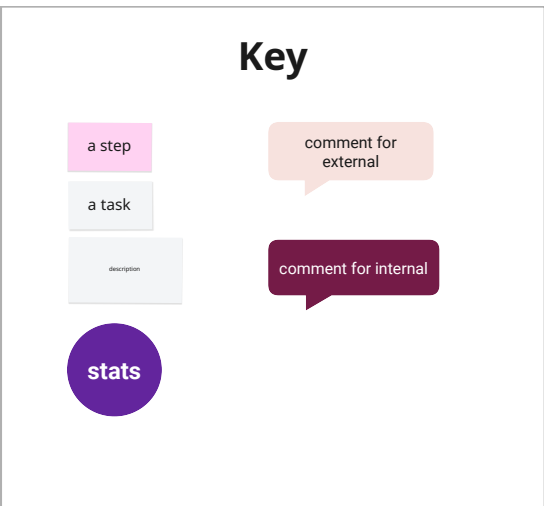 Key
a step
comment for
external
a task
description
comment for internal
stats